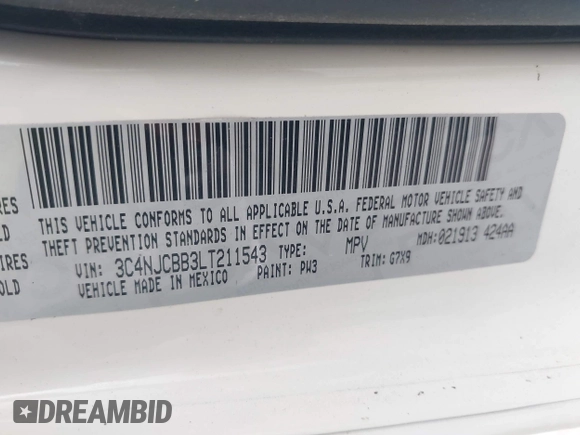 THIS VEHICLE CONFORMS TO ALL APPLICABLE U.S.A. FEDERAL MOTOR VEHICLE SAFETY AND
THEFT PREVENTION STANDARDS IN EFFECT ON THE DATE OF MANUFACTURE SHOWN ABOVE.
VIN: 3C4NJCBB3LT211543 TYPE: MPV MDH:021913 424AA
VEHICLE MADE IN MEXICO PAINT: PW3 TRIM: G7X9
RES
LD
IRES
OLD
DREAMBID